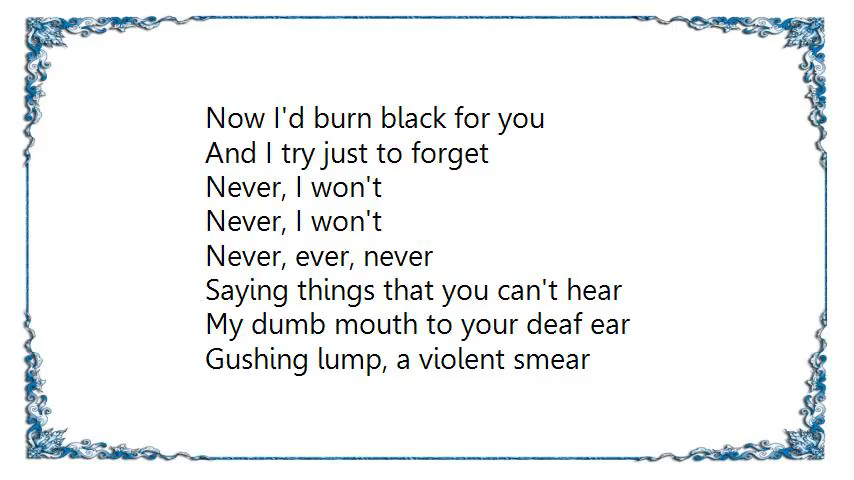 Now I'd burn black for you
And I try just to forget
Never, I won't
Never, I won't
Never, ever, never
Saying things that you can't hear
My dumb mouth to your deaf ear
Gushing lump, a violent smear